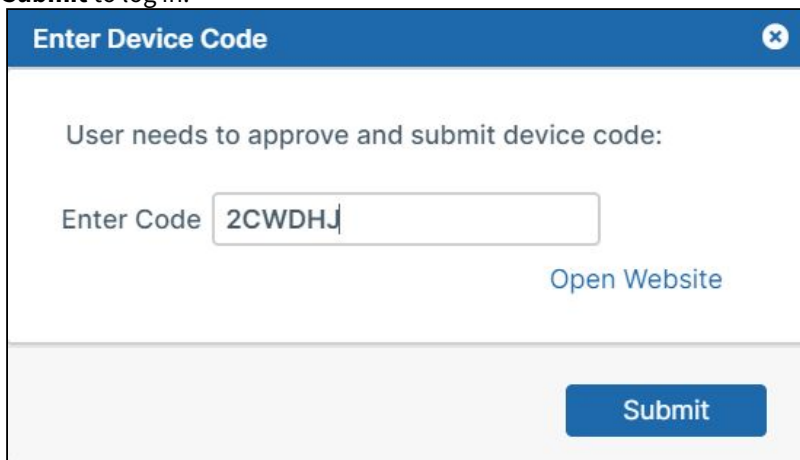 Submit to log in.
Enter Device Code
User needs to approve and submit device code:
Enter Code 2CWDHJ
Open Website
Submit